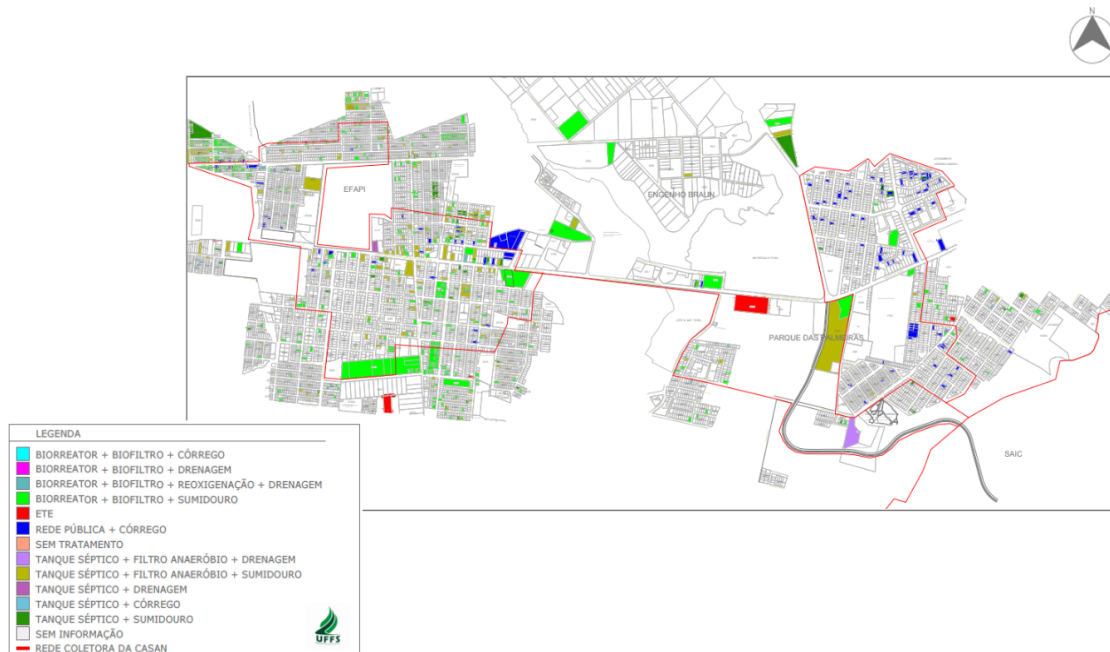 N
EFAPI
ENGENHO BRAUN
PARQUE DAS PALMEIRAS
SAIC
LEGENDA
BIORREATOR + BIOFILTRO + CÓRREGO
BIORREATOR + BIOFILTRO + DRENAGEM
BIORREATOR + BIOFILTRO + REOXIGENAÇÃO + DRENAGEM
BIORREATOR + BIOFILTRO + SUMIDOURO
ETE
REDE PÚBLICA + CÓRREGO
SEM TRATAMENTO
TANQUE SÉPTICO + FILTRO ANAERÓBIO + DRENAGEM
TANQUE SÉPTICO + FILTRO ANAERÓBIO + SUMIDOURO
TANQUE SÉPTICO + DRENAGEM
TANQUE SÉPTICO + CÓRREGO
TANQUE SÉPTICO + SUMIDOURO
SEM INFORMAÇÃO
REDE COLETORA DA CASAN
UFFS